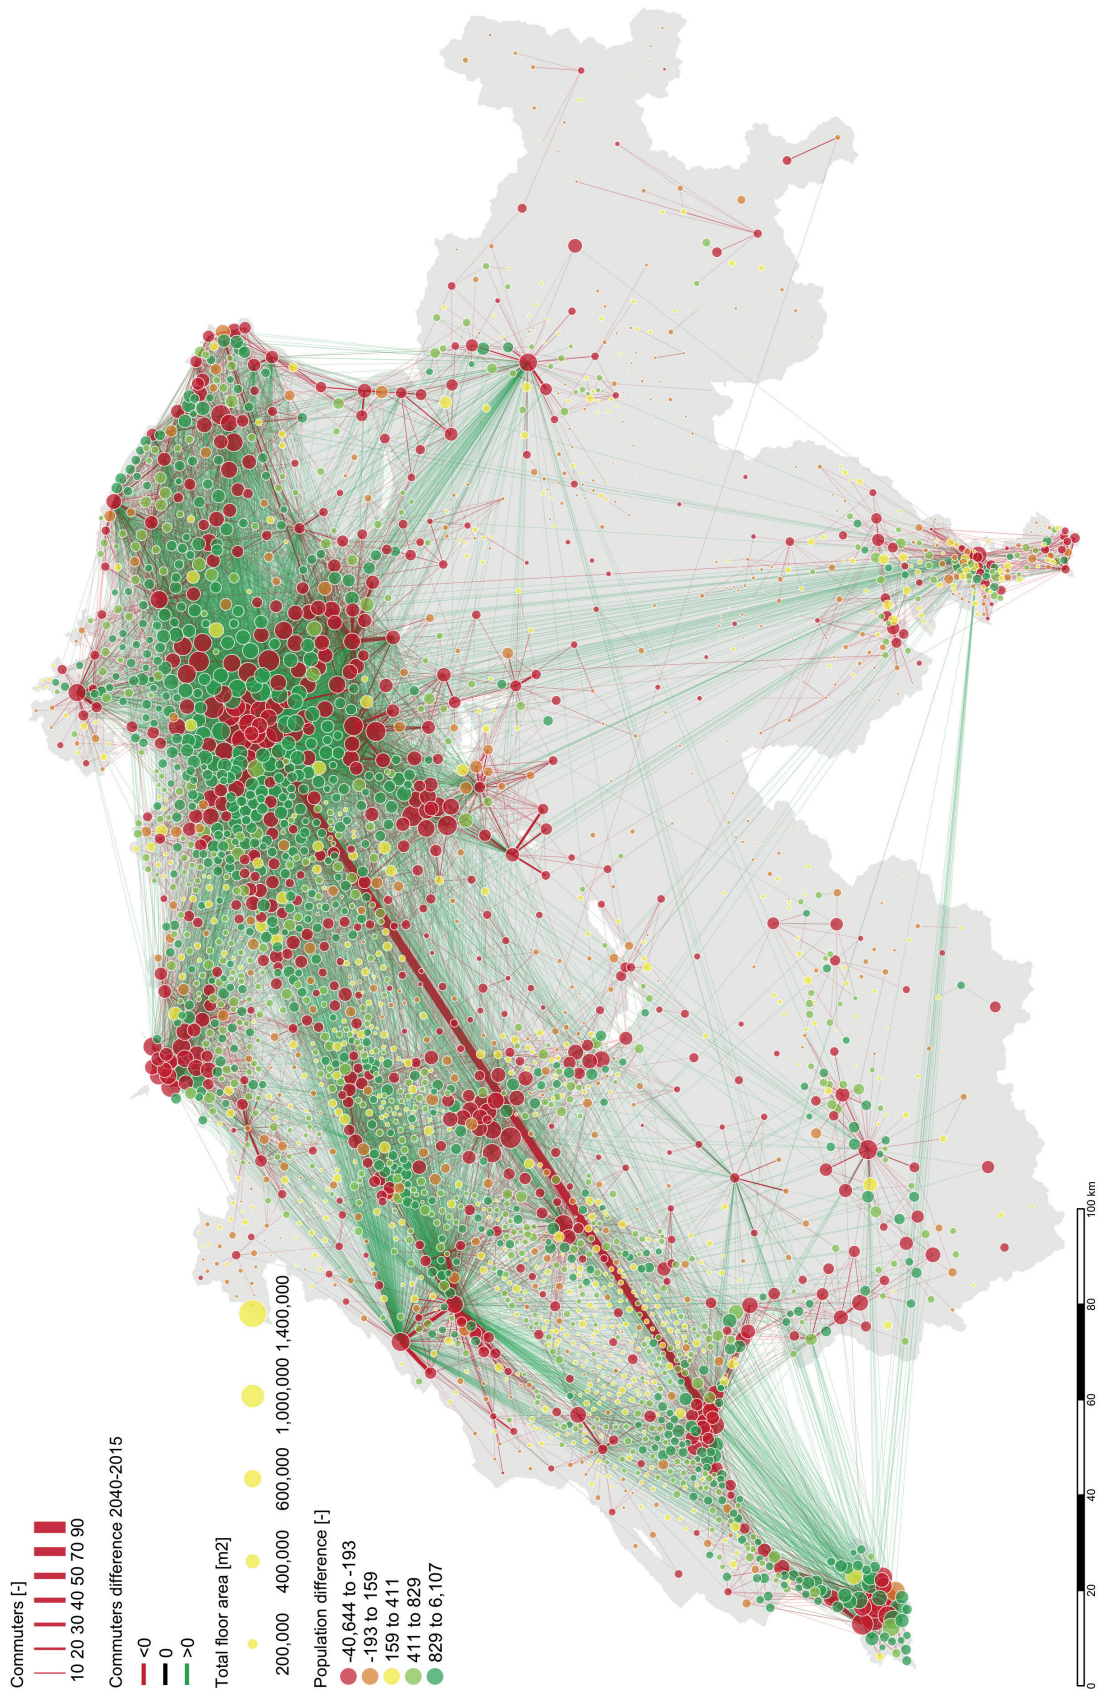 Commuters [-]
10 20 30 40 50 70 90
Commuters difference 2040-2015
<0
0
>0
Total floor area [m2]
200,000 400,000 600,000 1,000,000 1,400,000
Population difference [-]
-40,644 to -193
-193 to 159
159 to 411
411 to 829
829 to 6,107
0 20 40 60 80 100 km